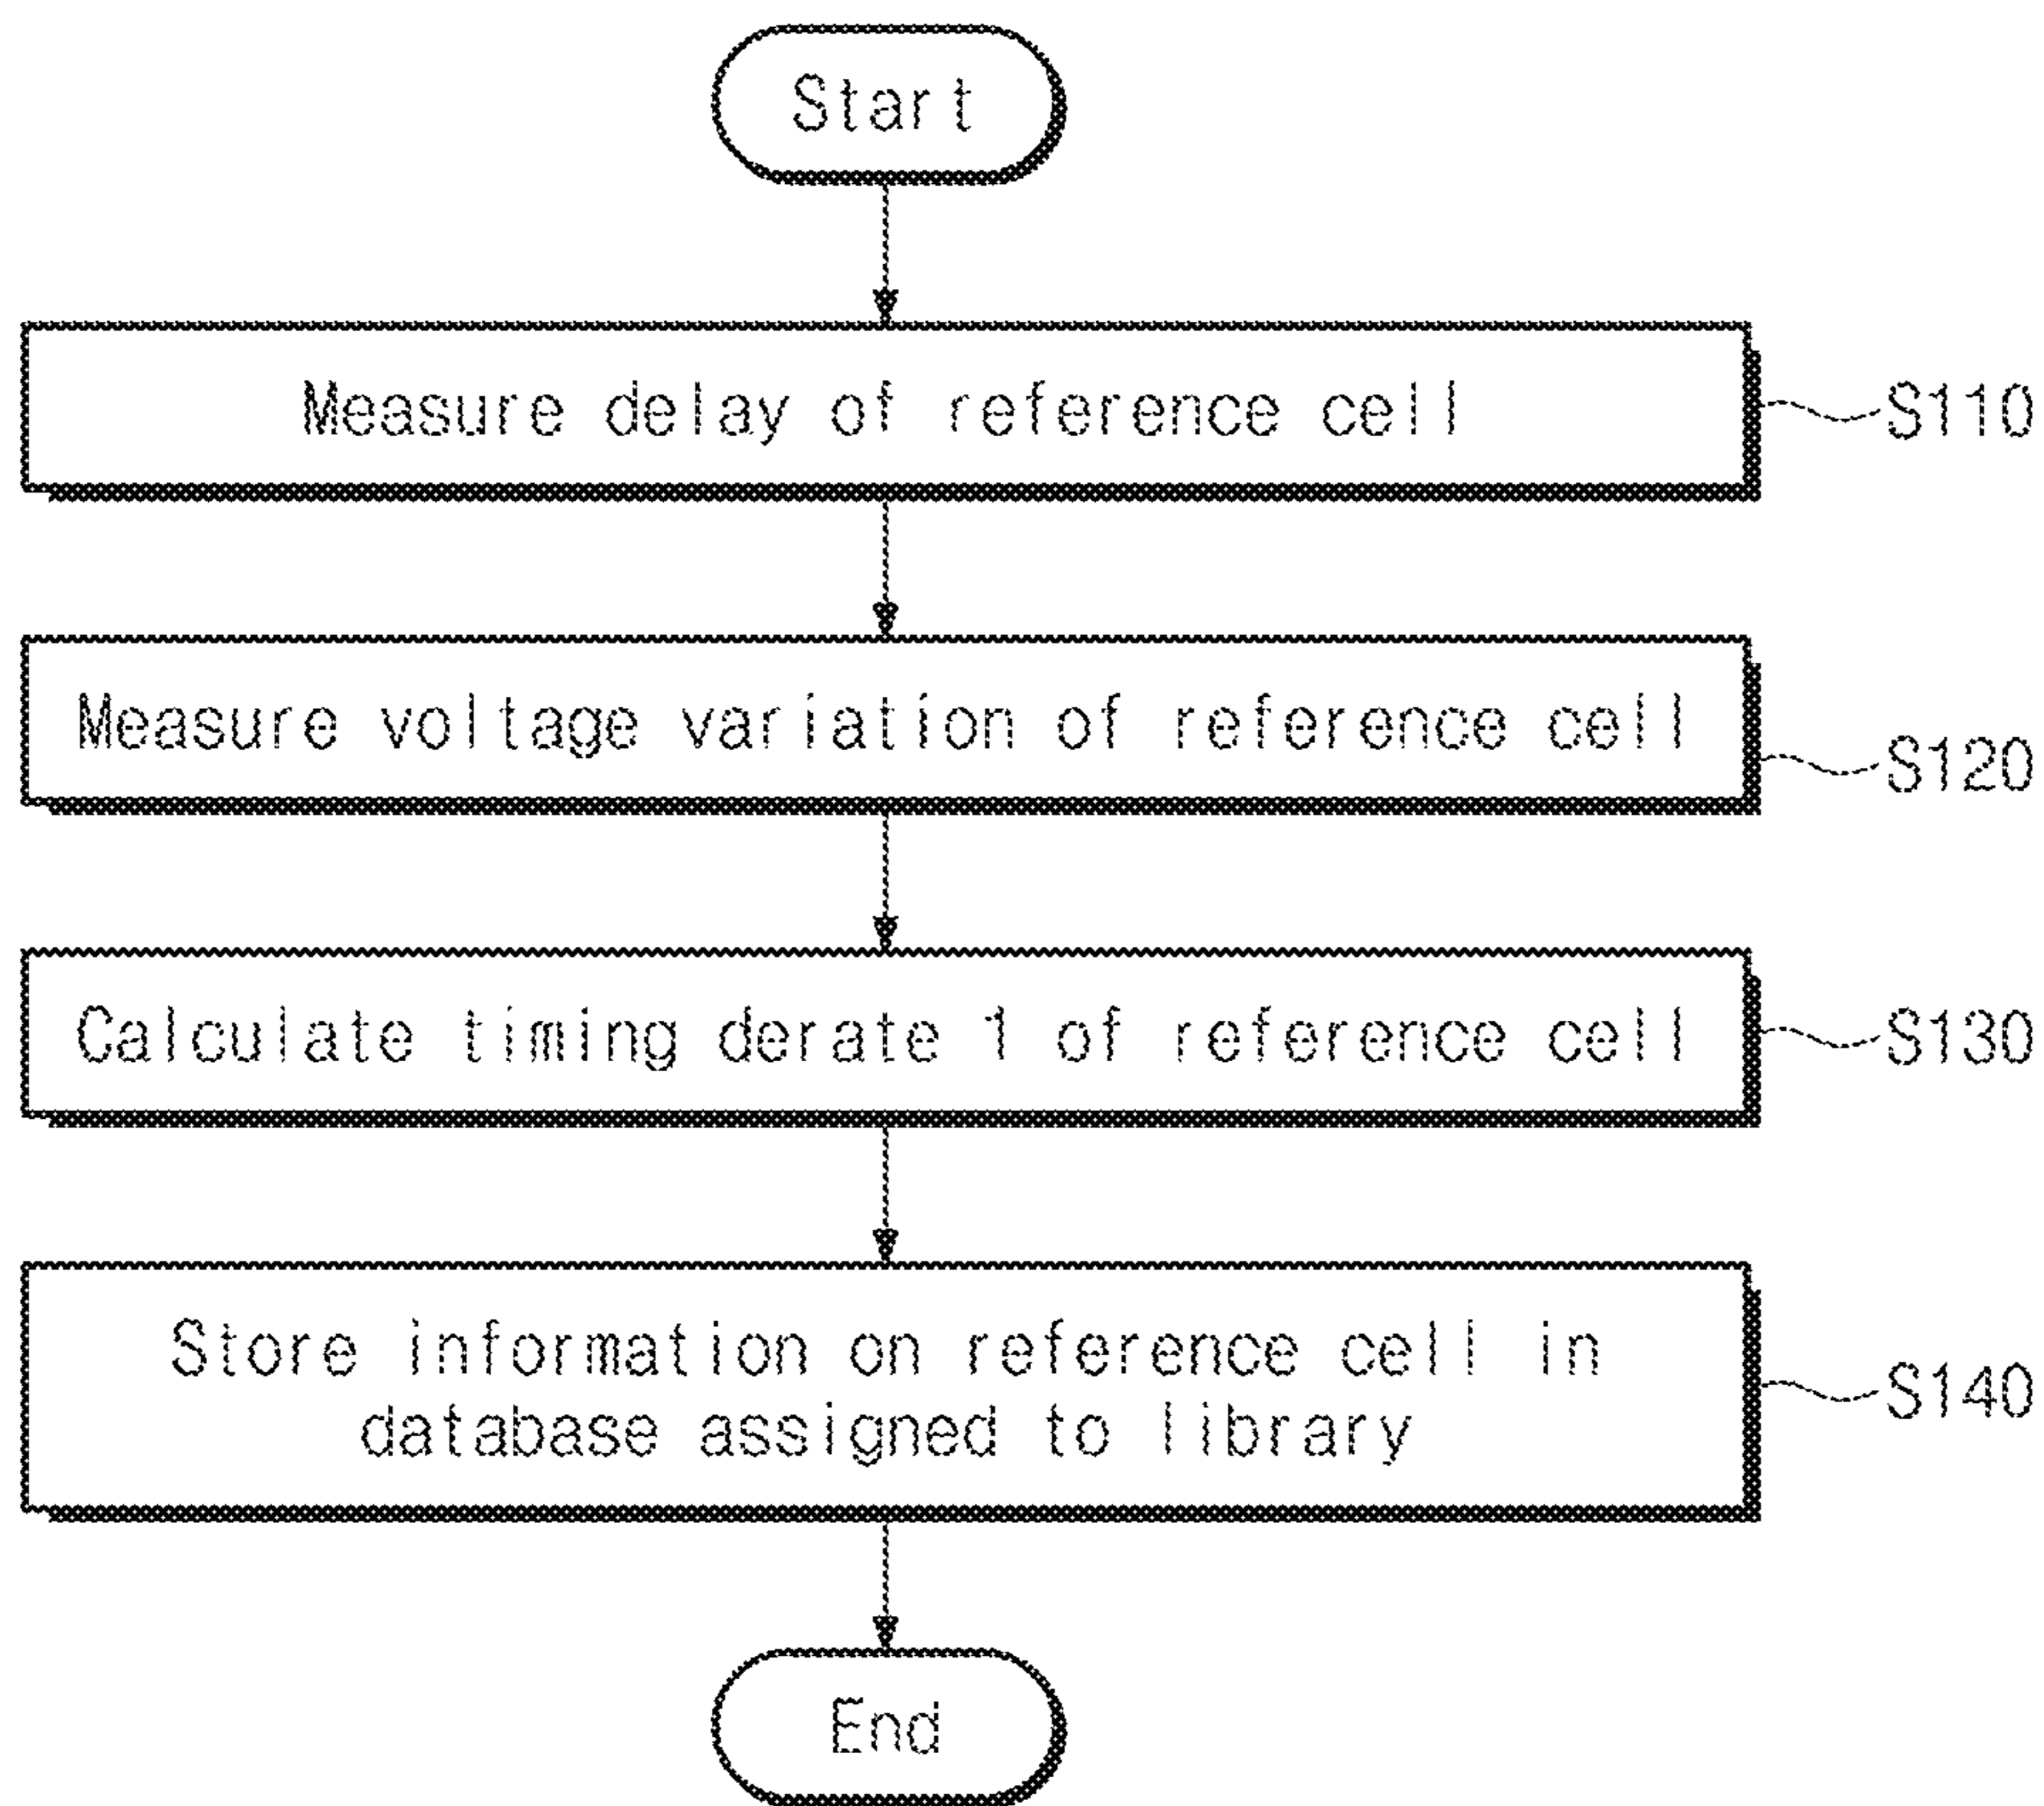 Start
Measure delay of reference cell
S110
Measure voltage variation of reference cell
S120
Calculate timing derate 1 of reference cell
S130
Store information on reference cell in
database assigned to library
S140
End